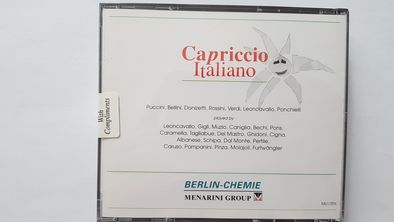 Capriccio
Italiano
Puccini, Bellini, Donizetti, Rossini, Verdi, Leoncavallo, Ponchielli
played by
Leoncavallo, Gigli, Muzio, Caniglia, Bechi, Pons,
Caramella, Tagliabue, Del Mastro, Ghidoni, Cigna,
Albanese, Schipa, Dal Monte, Pertile,
Caruso, Pampanini, Pinza, Molajoli, Furtwängler
With
Compliments
BERLIN-CHEMIE
MENARINI GROUP